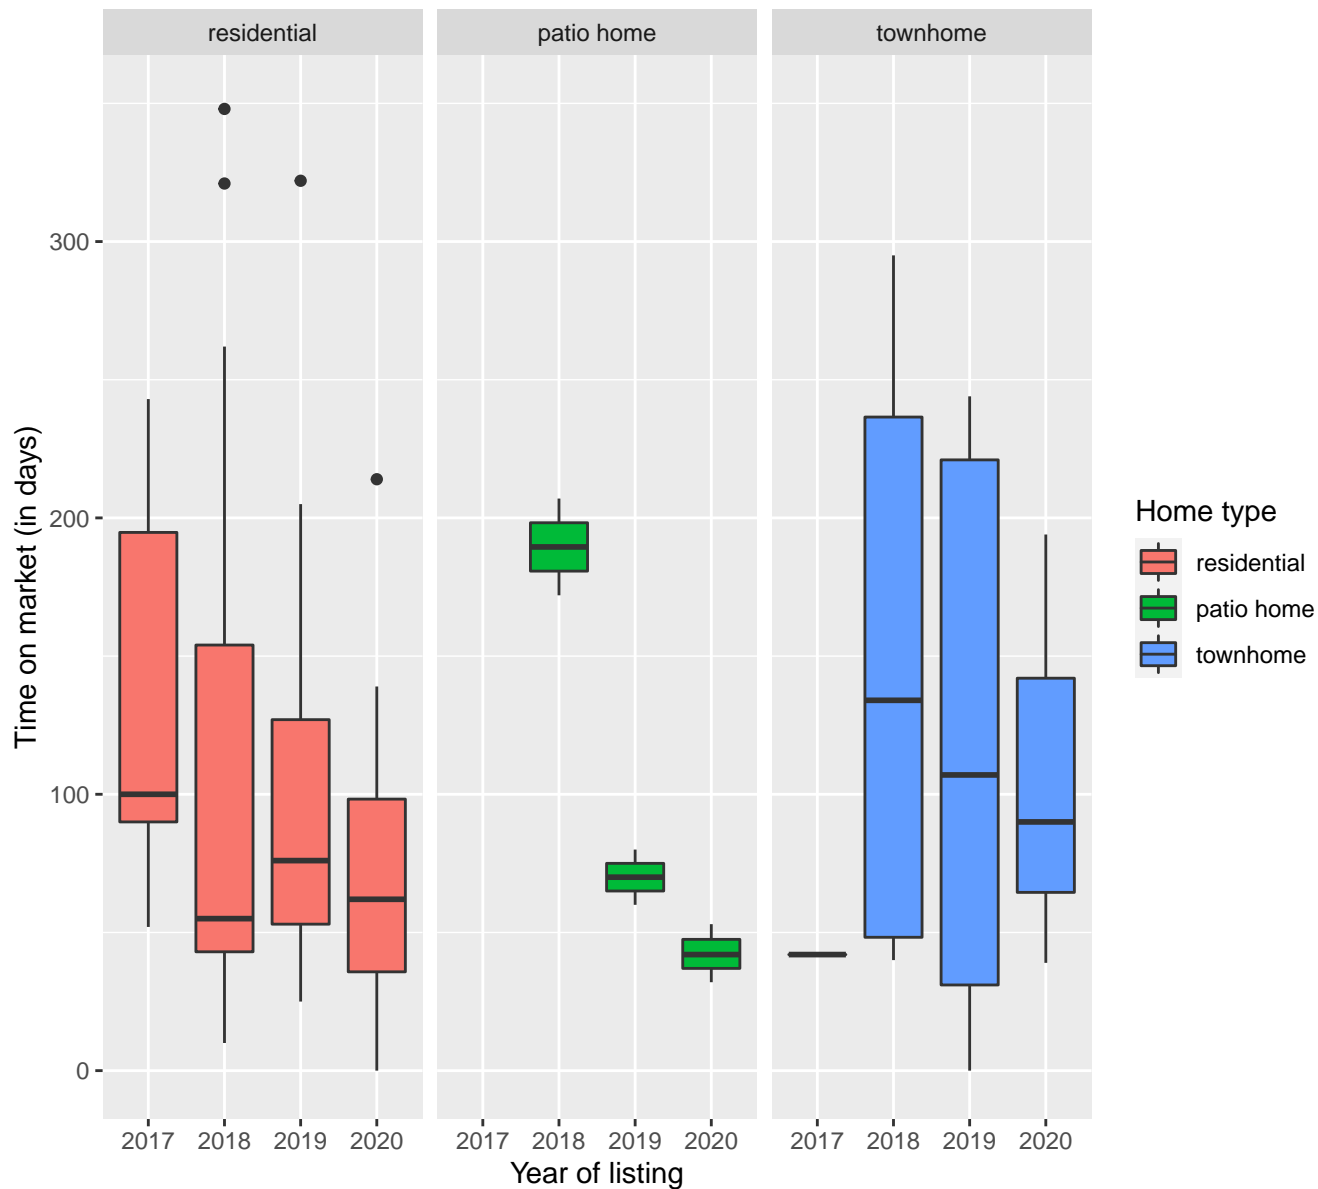 residential patio home townhome
300
200
100
0
Time on market (in days)
2017 2018 2019 2020 2017 2018 2019 2020 2017 2018 2019 2020
Year of listing
Home type
residential
patio home
townhome